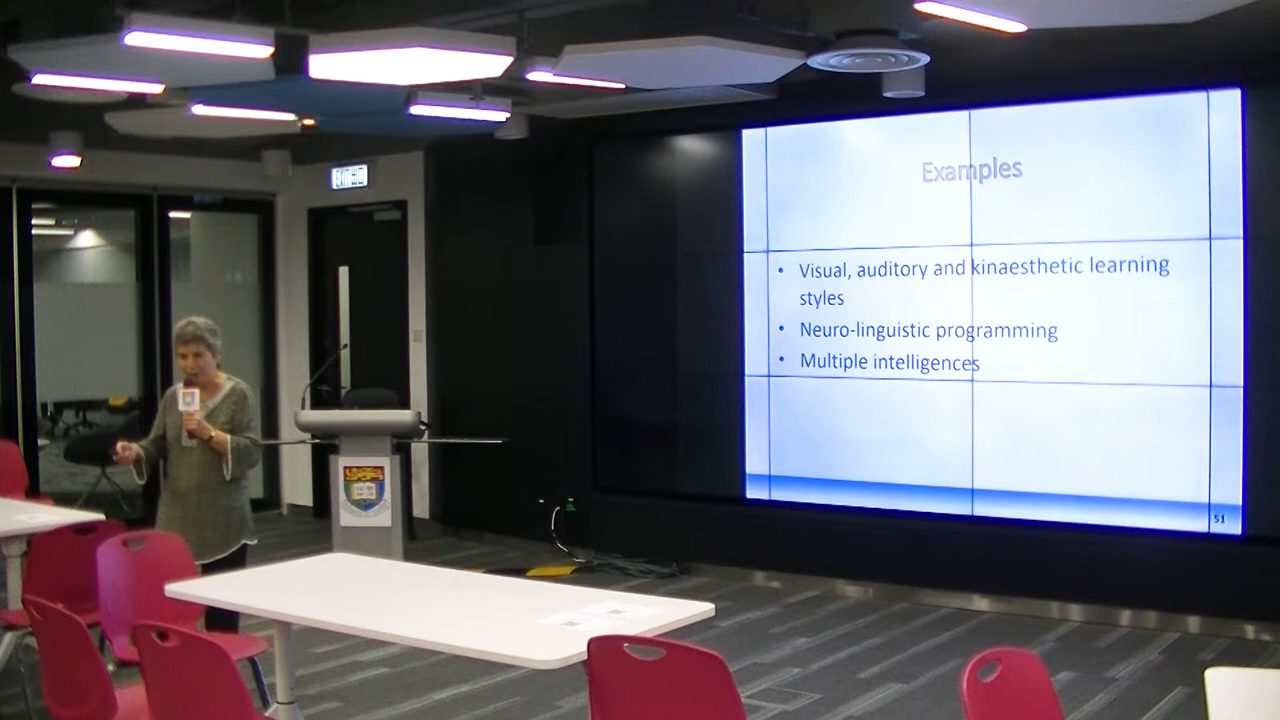 EXIT
Examples
• Visual, auditory and kinaesthetic learning
styles
• Neuro-linguistic programming
• Multiple intelligences
51